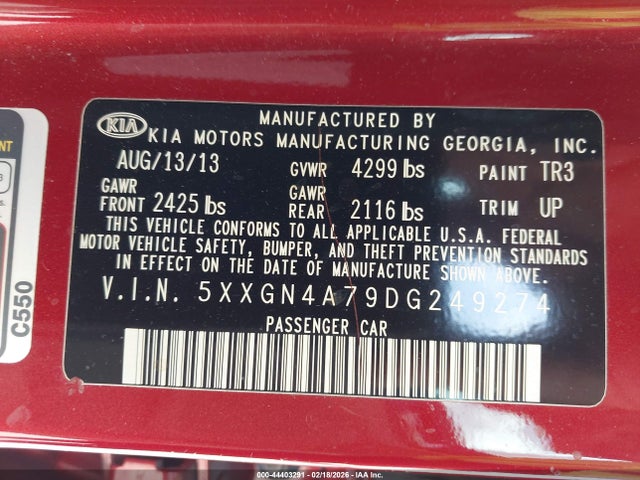 MANUFACTURED BY
KIA KIA MOTORS MANUFACTURING GEORGIA, INC.
AUG/13/13 GVWR 4299 lbs PAINT TR3
GAWR FRONT 2425 lbs GAWR REAR 2116 lbs TRIM UP
THIS VEHICLE CONFORMS TO ALL APPLICABLE U.S.A. FEDERAL
MOTOR VEHICLE SAFETY, BUMPER, AND THEFT PREVENTION STANDARDS
IN EFFECT ON THE DATE OF MANUFACTURE SHOWN ABOVE.
V.I.N. 5XXGN4A79DG249274
PASSENGER CAR
C550
000-44403291 - 02/18/2026 - IAA Inc.